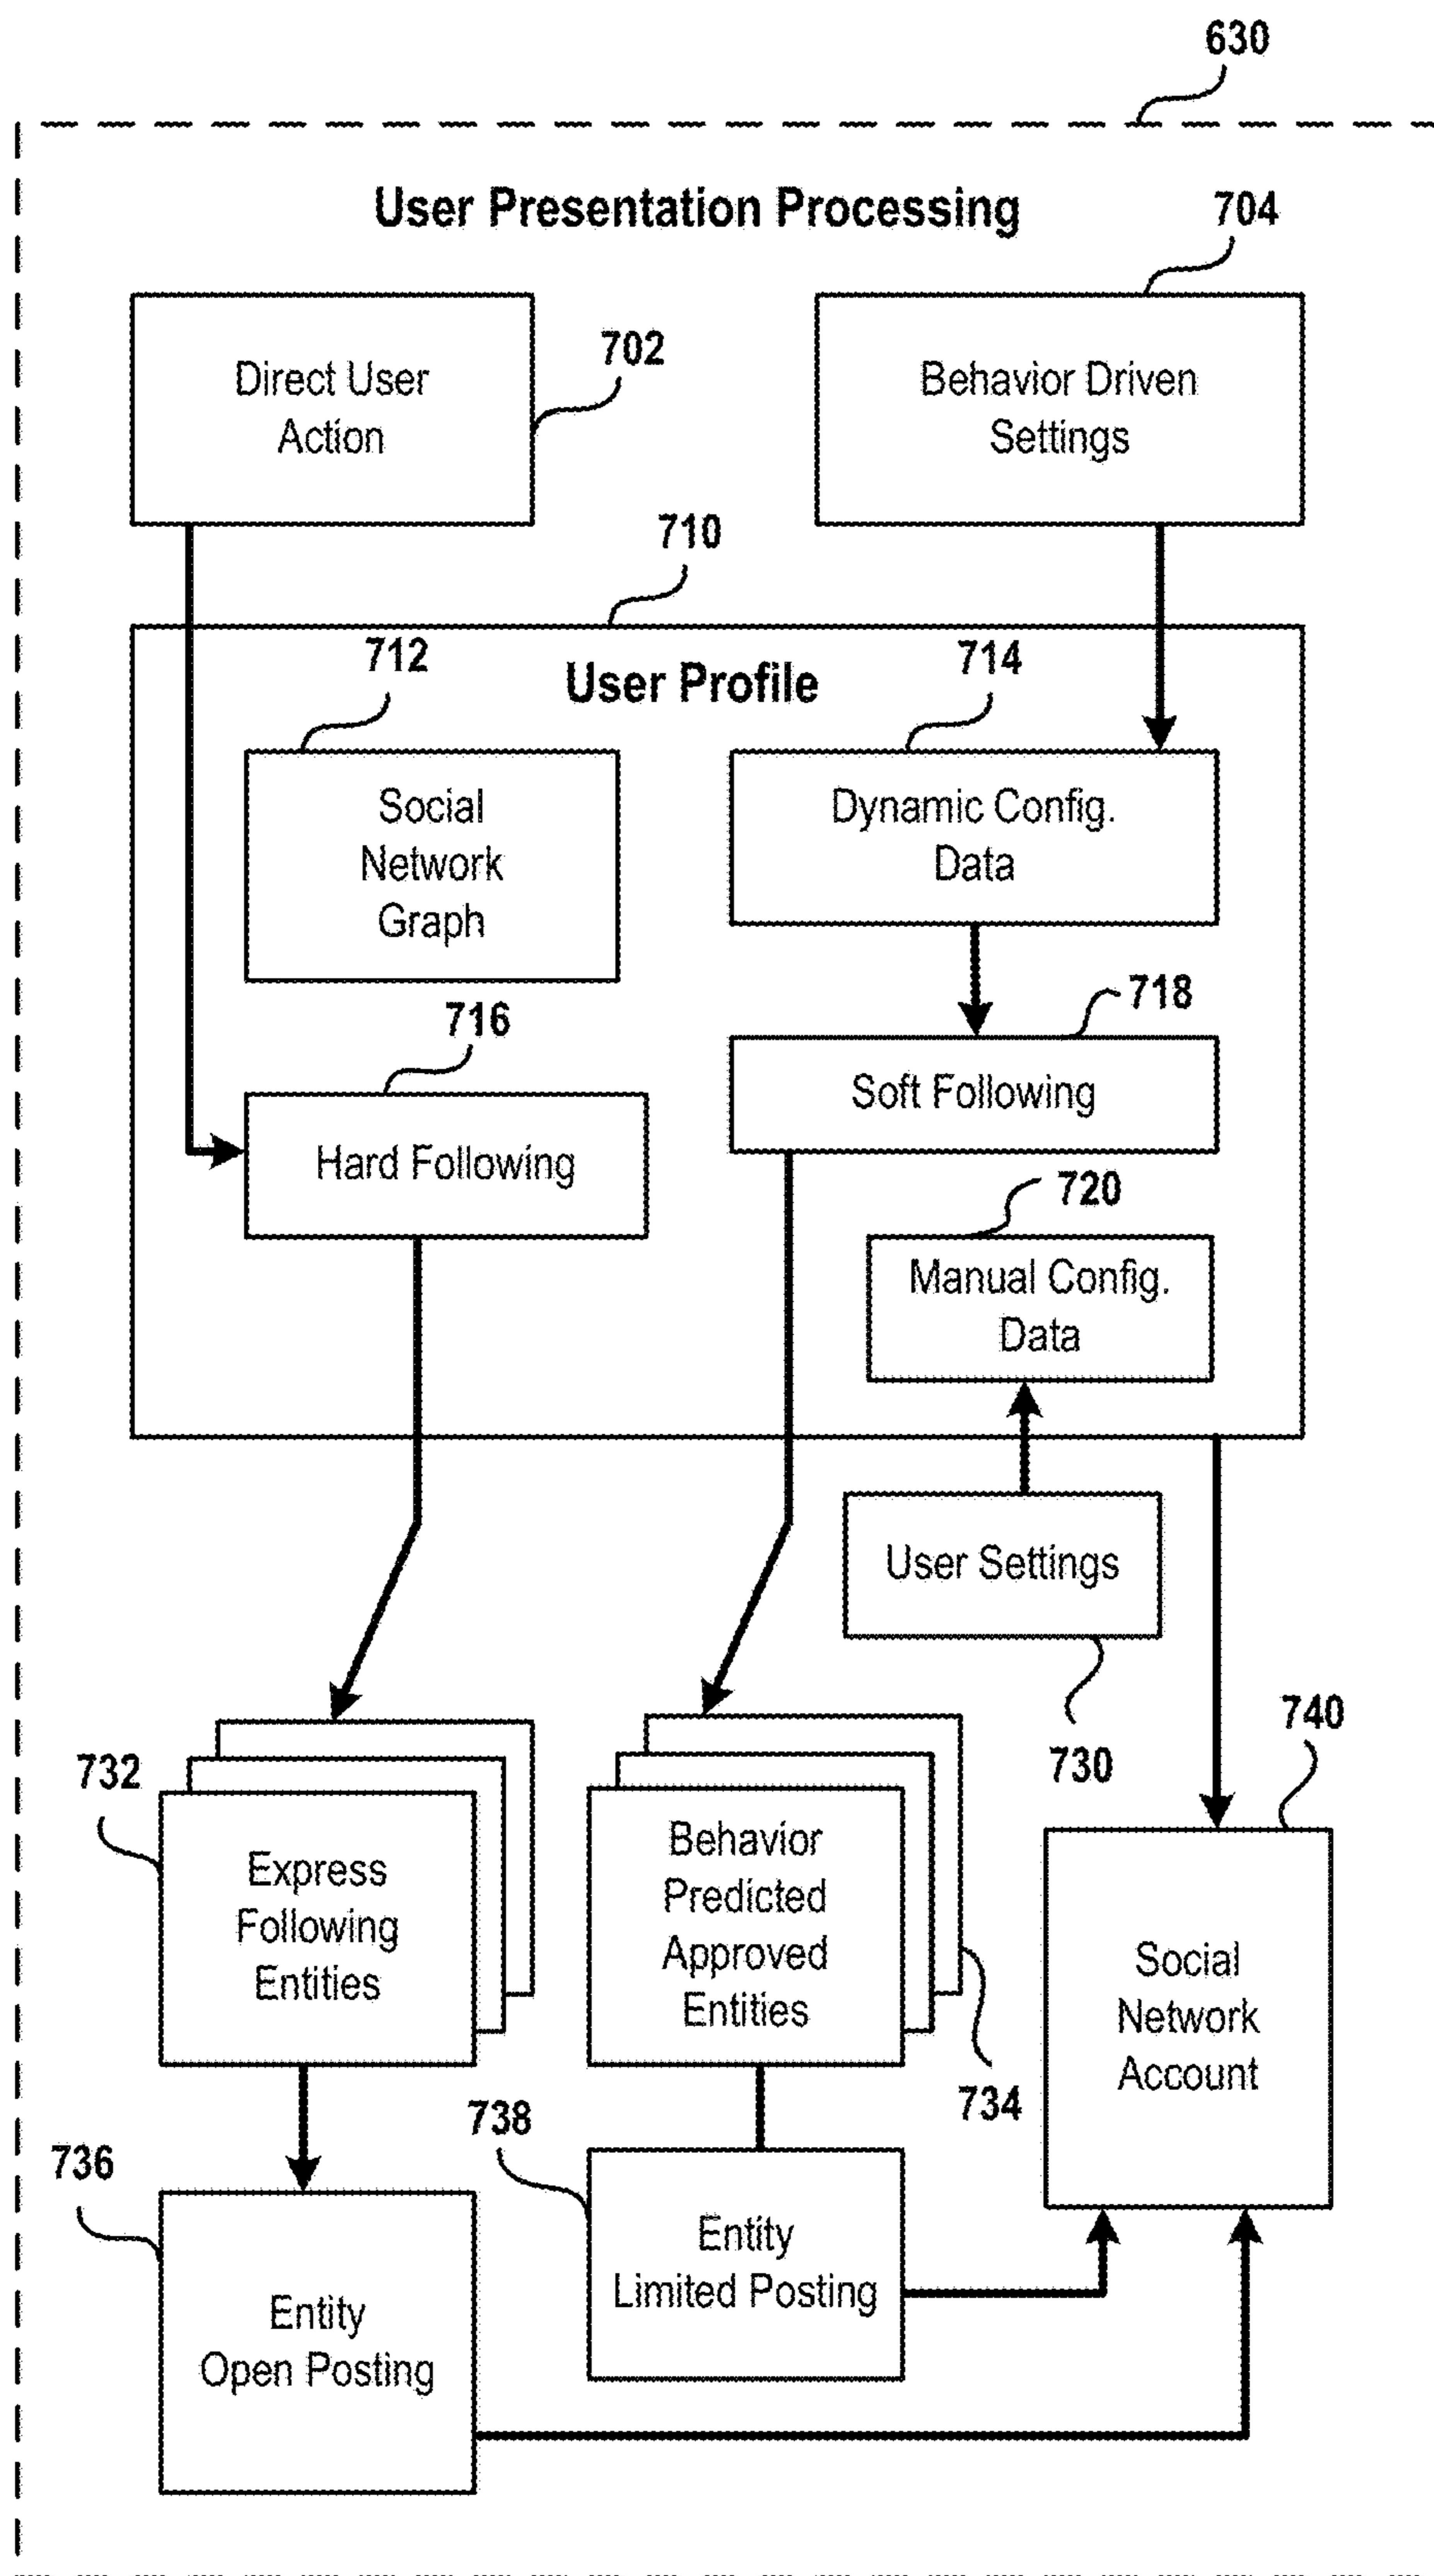 630
User Presentation Processing
704
Direct User
Action
702
Behavior Driven
Settings
710
User Profile
712
714
Social
Network
Graph
Dynamic Config.
Data
716
718
Hard Following
Soft Following
720
Manual Config.
Data
User Settings
730
740
732
Express
Following
Entities
Behavior
Predicted
Approved
Entities
734
Social
Network
Account
736
738
Entity
Open Posting
Entity
Limited Posting